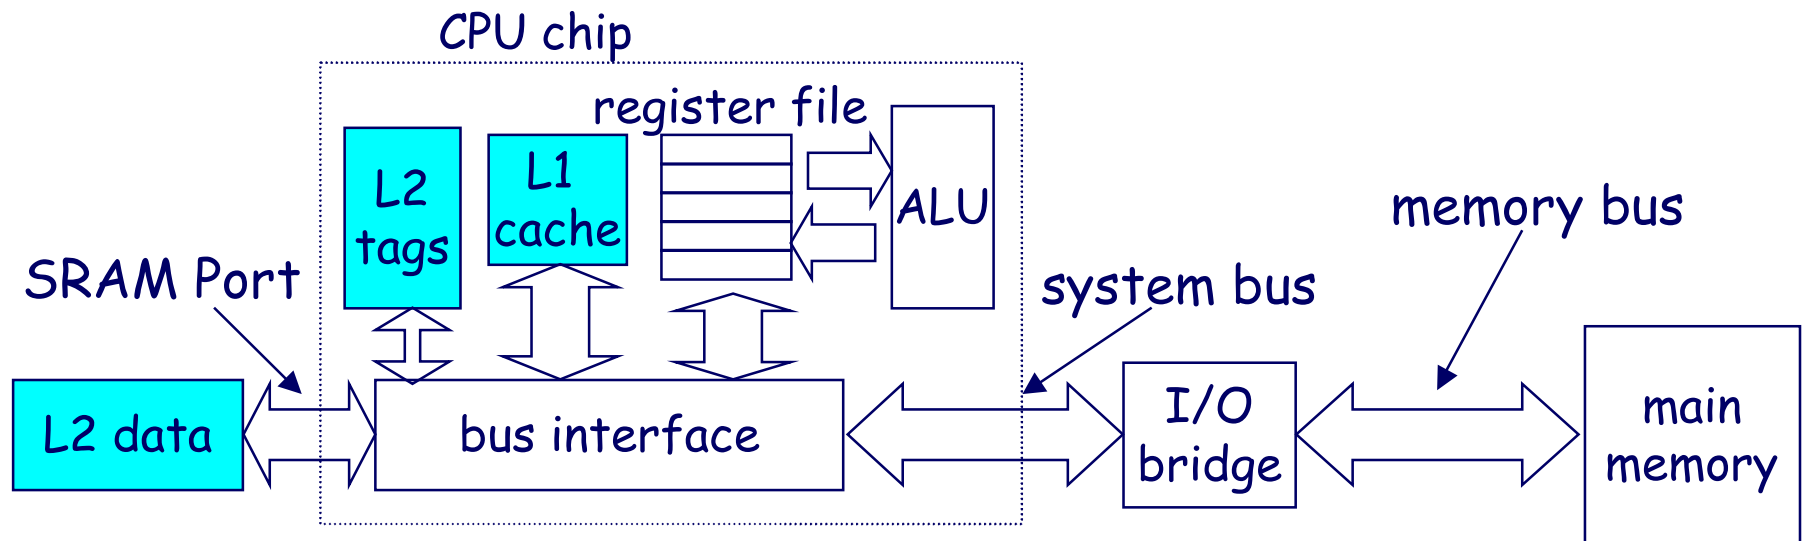 CPU chip
register file
L2
tags
L1
cache
ALU
SRAM Port
system bus
memory bus
L2 data
bus interface
I/O
bridge
main
memory